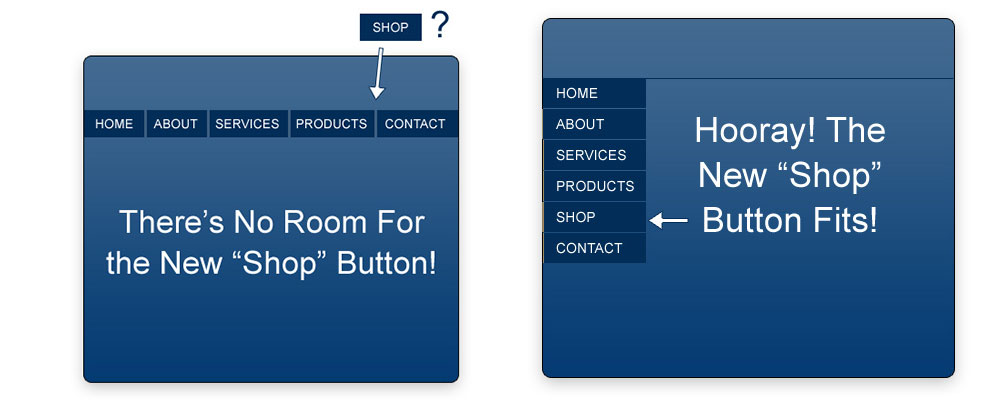 SHOP ?
HOME ABOUT SERVICES PRODUCTS CONTACT
There’s No Room For
the New “Shop” Button!
HOME
ABOUT
SERVICES
PRODUCTS
SHOP
CONTACT
Hooray! The
New “Shop”
Button Fits!